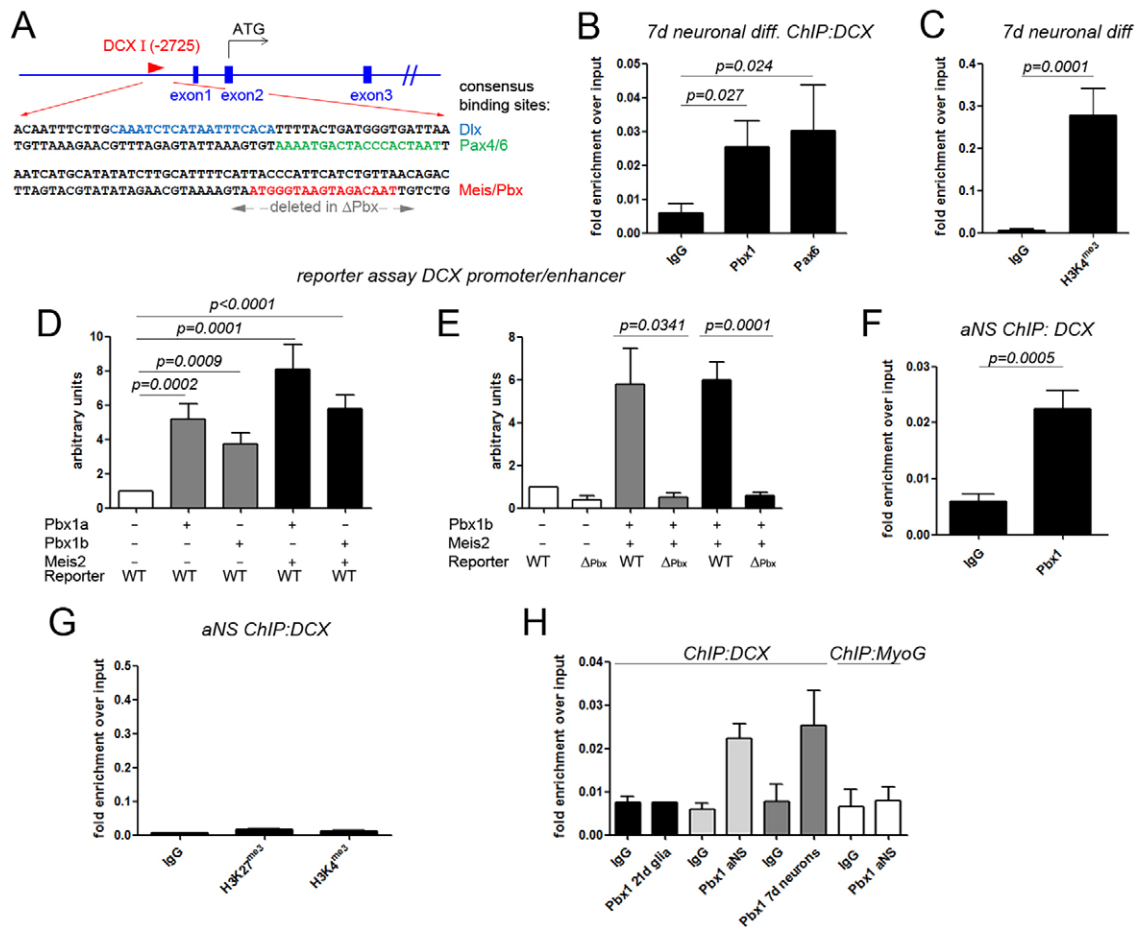 A
ATG
DCX I (-2725)
exon1
exon2
exon3
consensus
binding sites:
ACAATTTCTTGCAAATCTCATAATTTCACATTTTACTGATGGGTGATTAA
Dlx
TGTTAAAGAACGTTTAGAGTATTAAAGTGTAAAATGACTACCCACTAATT
Pax4/6
AATCATGCATATATCTTGCATTTTCATTACCCATTCATCTGTTAACAGAC
TTAGTACGTATATAGAACGTAAAAGTAATGGGTAAGTAGACAATTGTCTG
Meis/Pbx
deleted in ΔPbx
B
7d neuronal diff. ChIP:DCX
p=0.024
p=0.027
fold enrichment over input
0.05
0.04
0.03
0.02
0.01
0.00
IgG
Pbx1
Pax6
C
7d neuronal diff
p=0.0001
fold enrichment over input
0.4
0.3
0.2
0.1
0.0
IgG
H3K4me3
reporter assay DCX promoter/enhancer
D
p<0.0001
p=0.0001
p=0.0009
p=0.0002
arbitrary units
10
8
6
4
2
0
Pbx1a - + - + -
Pbx1b - - + - +
Meis2 - - - + +
Reporter WT WT WT WT WT
E
p=0.0341
p=0.0001
arbitrary units
8
6
4
2
0
Pbx1b - - + + + +
Meis2 - - + + + +
Reporter WT ΔPbx WT ΔPbx WT ΔPbx
F
aNS ChIP: DCX
p=0.0005
fold enrichment over input
0.03
0.02
0.01
0.00
IgG
Pbx1
G
aNS ChIP:DCX
fold enrichment over input
0.5
0.4
0.3
0.2
0.1
0.0
IgG
H3K27me3
H3K4me3
H
ChIP:DCX
ChIP:MyoG
fold enrichment over input
0.04
0.03
0.02
0.01
0.00
IgG
Pbx1 21d glia
IgG
Pbx1 aNS
IgG
Pbx1 7d neurons
IgG
Pbx1 aNS